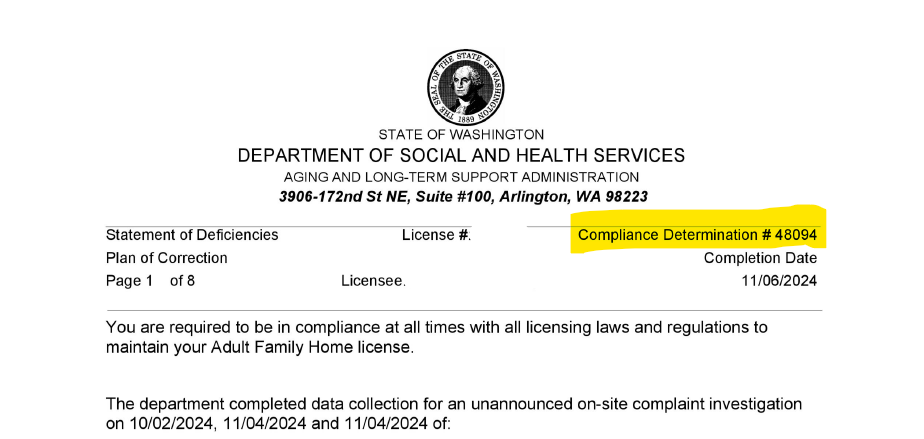 THE SEAL OF THE STATE OF WASHINGTON
1889
STATE OF WASHINGTON
DEPARTMENT OF SOCIAL AND HEALTH SERVICES
AGING AND LONG-TERM SUPPORT ADMINISTRATION
3906-172nd St NE, Suite #100, Arlington, WA 98223
Statement of Deficiencies License #. Compliance Determination # 48094
Plan of Correction Completion Date
Page 1 of 8 Licensee. 11/06/2024
You are required to be in compliance at all times with all licensing laws and regulations to
maintain your Adult Family Home license.
The department completed data collection for an unannounced on-site complaint investigation
on 10/02/2024, 11/04/2024 and 11/04/2024 of: